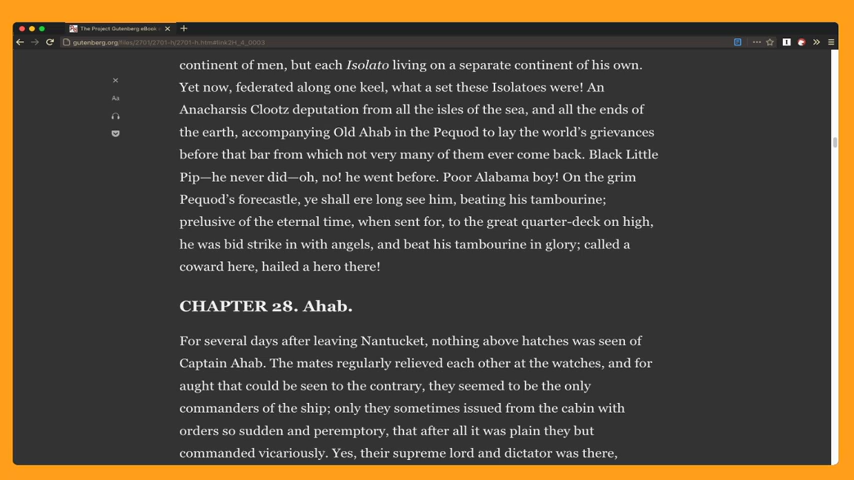 The Project Gutenberg eBook
gutenberg.org/files/2701/2701-h/2701-h.htm#link2H_4_0003
Aa
continent of men, but each Isolato living on a separate continent of his own.
Yet now, federated along one keel, what a set these Isolatoes were! An
Anacharsis Clootz deputation from all the isles of the sea, and all the ends of
the earth, accompanying Old Ahab in the Pequod to lay the world’s grievances
before that bar from which not very many of them ever come back. Black Little
Pip—he never did—oh, no! he went before. Poor Alabama boy! On the grim
Pequod’s forecastle, ye shall ere long see him, beating his tambourine;
prelusive of the eternal time, when sent for, to the great quarter-deck on high,
he was bid strike in with angels, and beat his tambourine in glory; called a
coward here, hailed a hero there!
CHAPTER 28. Ahab.
For several days after leaving Nantucket, nothing above hatches was seen of
Captain Ahab. The mates regularly relieved each other at the watches, and for
aught that could be seen to the contrary, they seemed to be the only
commanders of the ship; only they sometimes issued from the cabin with
orders so sudden and peremptory, that after all it was plain they but
commanded vicariously. Yes, their supreme lord and dictator was there,